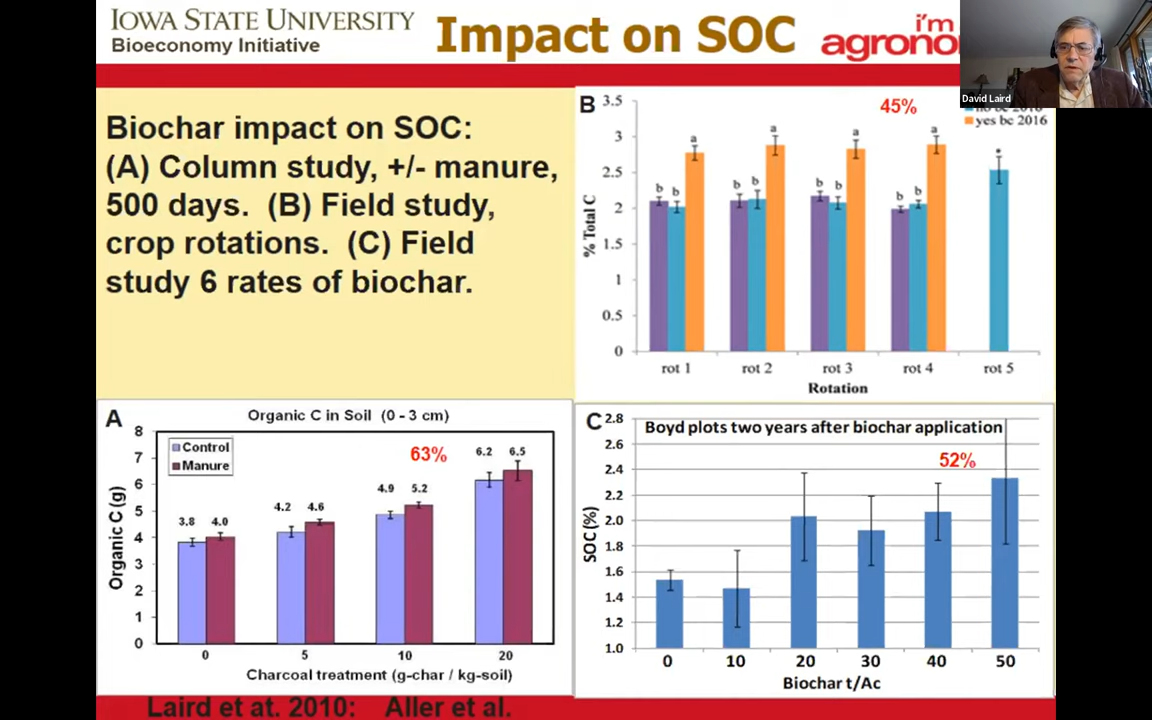 IOWA STATE UNIVERSITY
Bioeconomy Initiative
Impact on SOC
i'm
agrono
David Laird
Biochar impact on SOC:
(A) Column study, +/- manure,
500 days. (B) Field study,
crop rotations. (C) Field
study 6 rates of biochar.
B
45%
yes bc 2016
3.5
3
2.5
2
1.5
1
0.5
0
% Total C
b b a
b b a
b b a
b b a
*
rot 1 rot 2 rot 3 rot 4 rot 5
Rotation
A
Organic C in Soil (0 - 3 cm)
Control
Manure
63%
8
7
6
5
4
3
2
1
0
Organic C (g)
3.8 4.0
4.2 4.6
4.9 5.2
6.2 6.5
0 5 10 20
Charcoal treatment (g-char / kg-soil)
C
Boyd plots two years after biochar application
52%
2.8
2.6
2.4
2.2
2.0
1.8
1.6
1.4
1.2
1.0
SOC (%)
0 10 20 30 40 50
Biochar t/Ac
Laird et at. 2010: Aller et al.